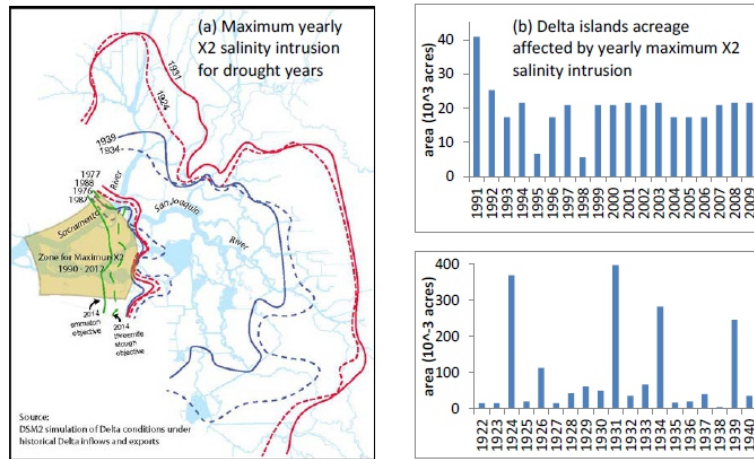 (a) Maximum yearly
X2 salinity intrusion
for drought years
1931
1924
1939
1934
1977
1988
1976
1987
River
Sacramento
San Joaquin
River
Zone for Maximun X2
1990 - 2012
2014
emmaton
objective
2014
threemile
slough objective
Source:
DSM2 simulation of Delta conditions under
historical Delta inflows and exports
(b) Delta islands acreage
affected by yearly maximum X2
salinity intrusion
area (10^3 acres)
40
30
20
10
0
1991
1992
1993
1994
1995
1996
1997
1998
1999
2000
2001
2002
2003
2004
2005
2006
2007
2008
2009
area (10^-3 acres)
400
300
200
100
0
1922
1923
1924
1925
1926
1927
1928
1929
1930
1931
1932
1933
1934
1935
1936
1937
1938
1939
1940